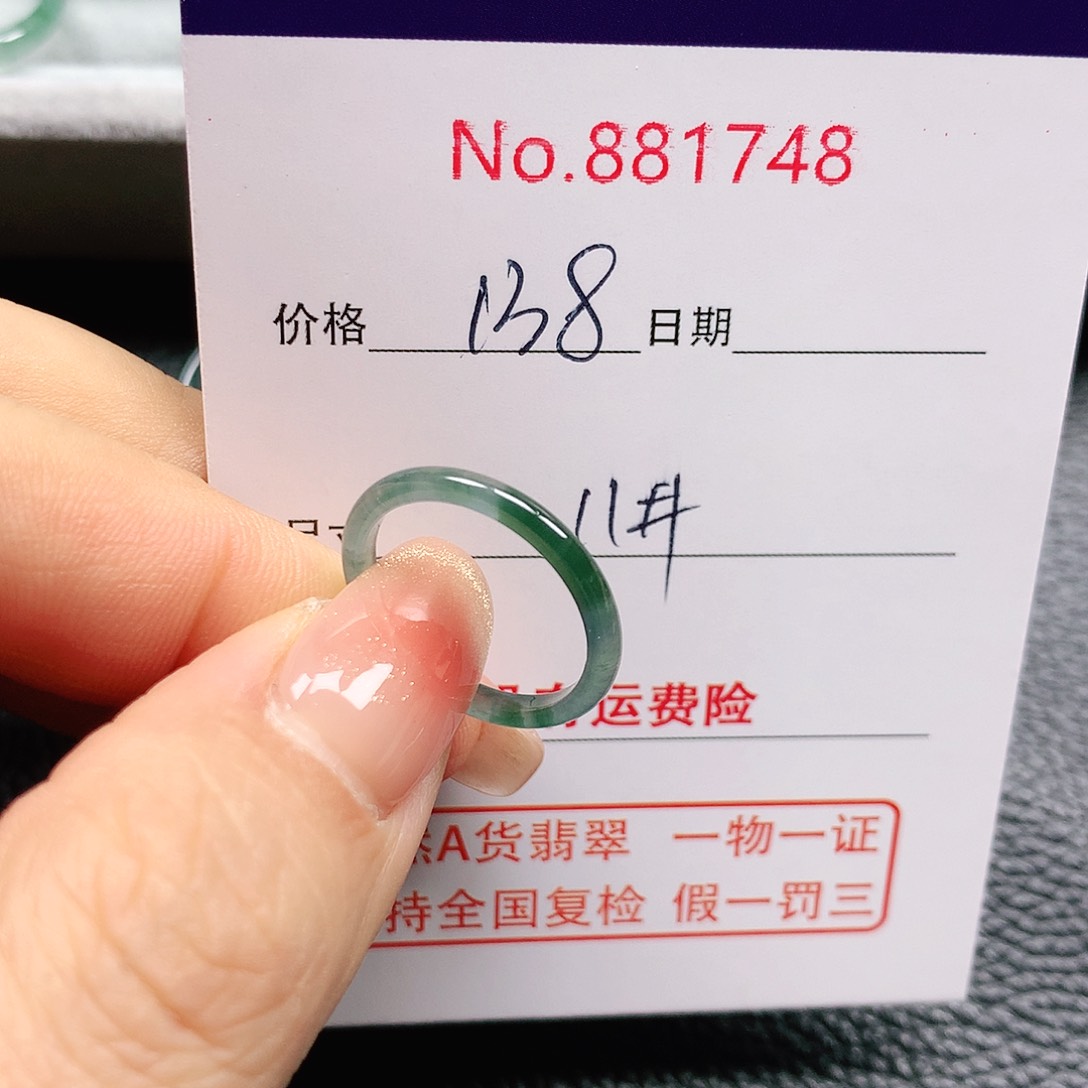 No.881748
价格 138 日期
11#
运费险
A货翡翠 一物一证
持全国复检 假一罚三